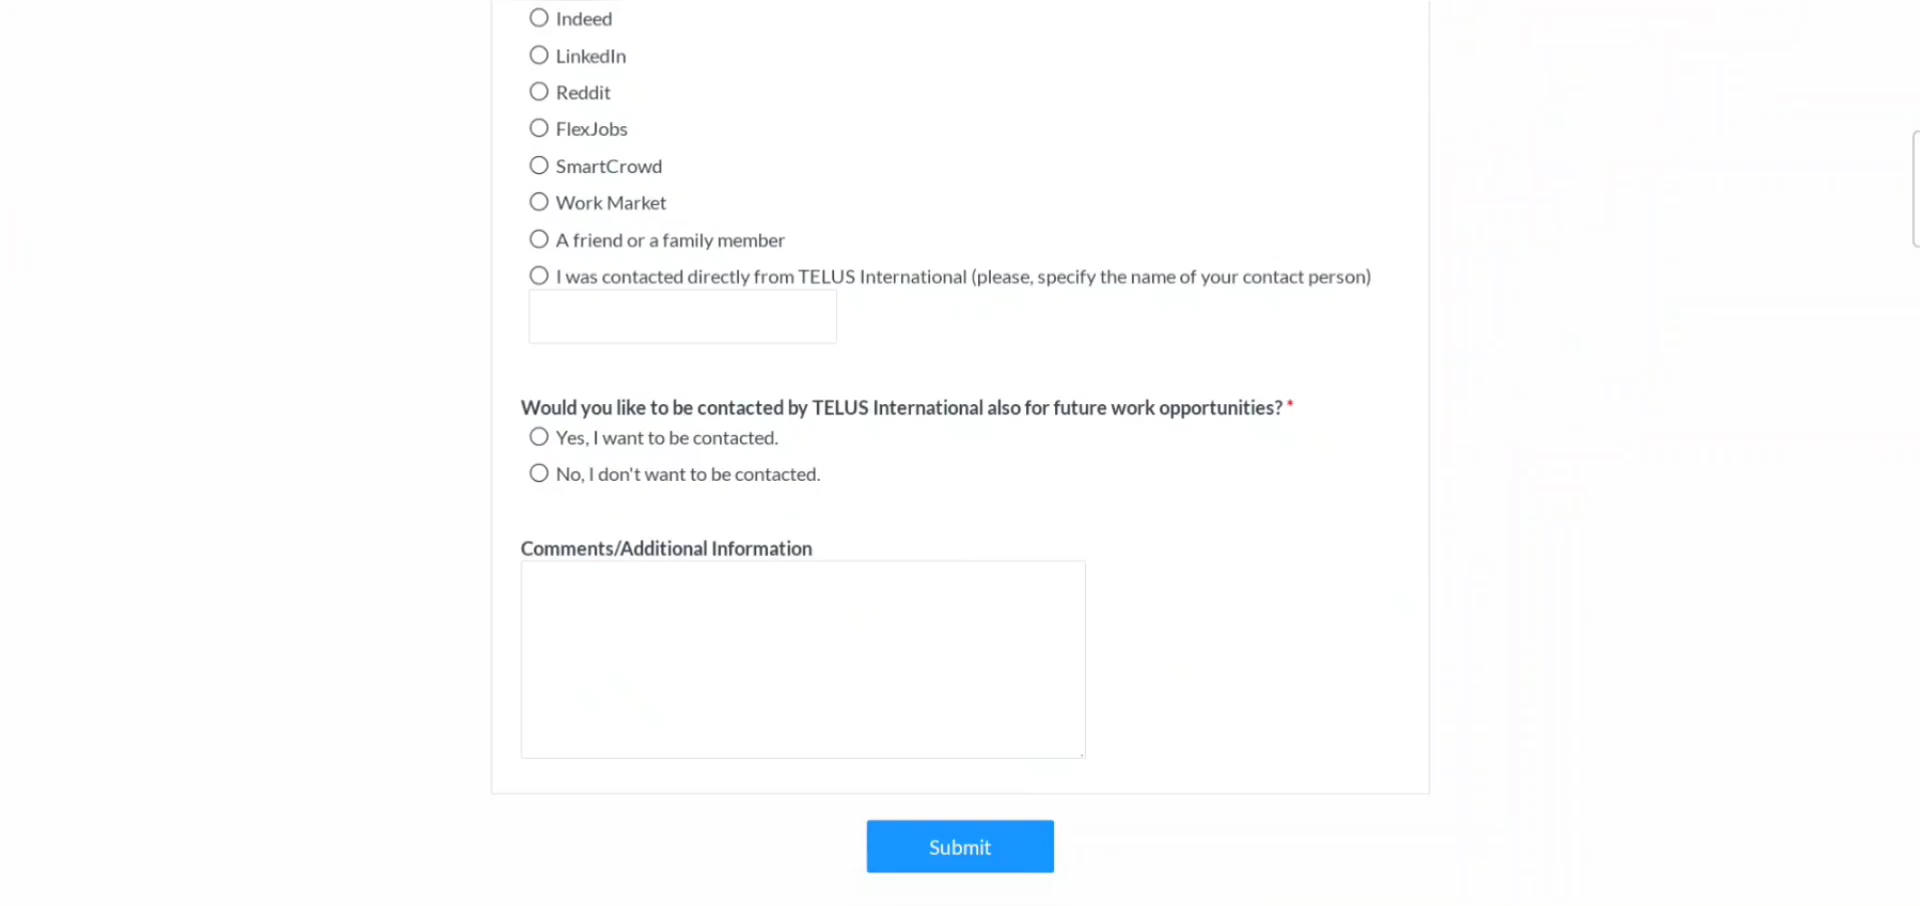 Indeed
LinkedIn
Reddit
FlexJobs
SmartCrowd
Work Market
A friend or a family member
I was contacted directly from TELUS International (please, specify the name of your contact person)
Would you like to be contacted by TELUS International also for future work opportunities? *
Yes, I want to be contacted.
No, I don't want to be contacted.
Comments/Additional Information
Submit